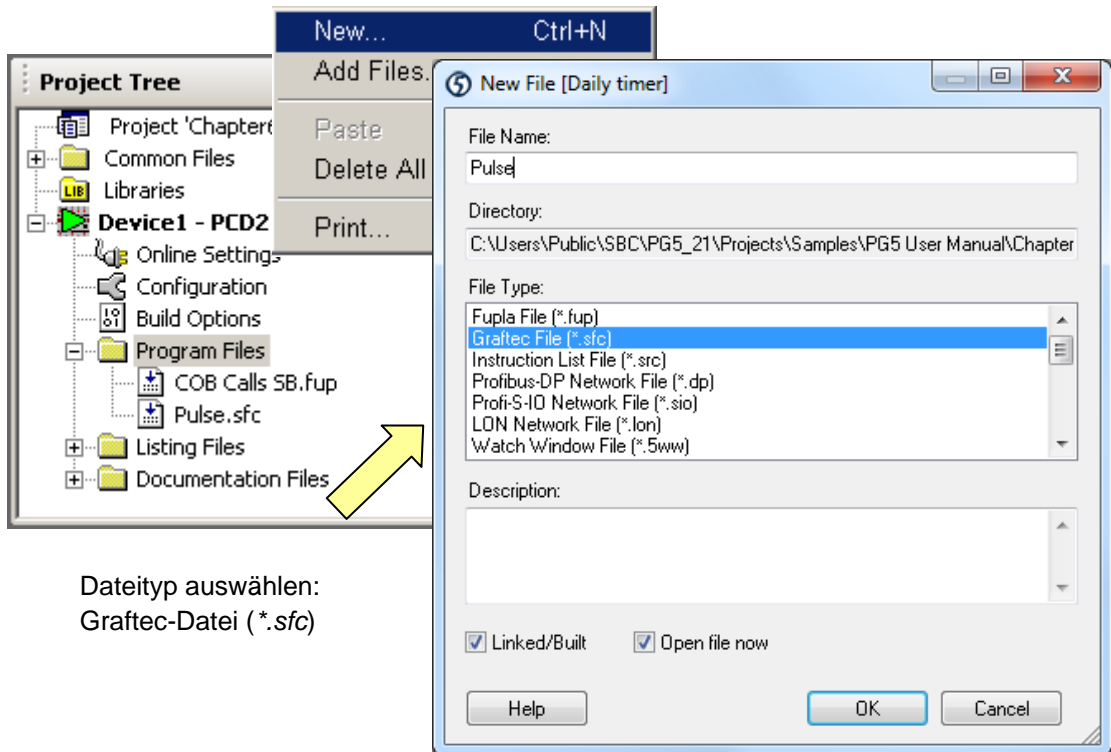 New... Ctrl+N
Add Files.
Paste
Delete All
Print...
Project Tree
Project 'Chapter
Common Files
LIB Libraries
Device1 - PCD2
Online Settings
Configuration
Build Options
Program Files
COB Calls SB.fup
Pulse.sfc
Listing Files
Documentation Files
Dateityp auswählen:
Graftec-Datei (*.sfc)
New File [Daily timer]
File Name:
Pulse
Directory:
C:\Users\Public\SBC\PG5_21\Projects\Samples\PG5 User Manual\Chapter
File Type:
Fupla File (*.fup)
Graftec File (*.sfc)
Instruction List File (*.src)
Profibus-DP Network File (*.dp)
Profi-S-IO Network File (*.sio)
LON Network File (*.lon)
Watch Window File (*.5ww)
Description:
Linked/Built Open file now
Help OK Cancel